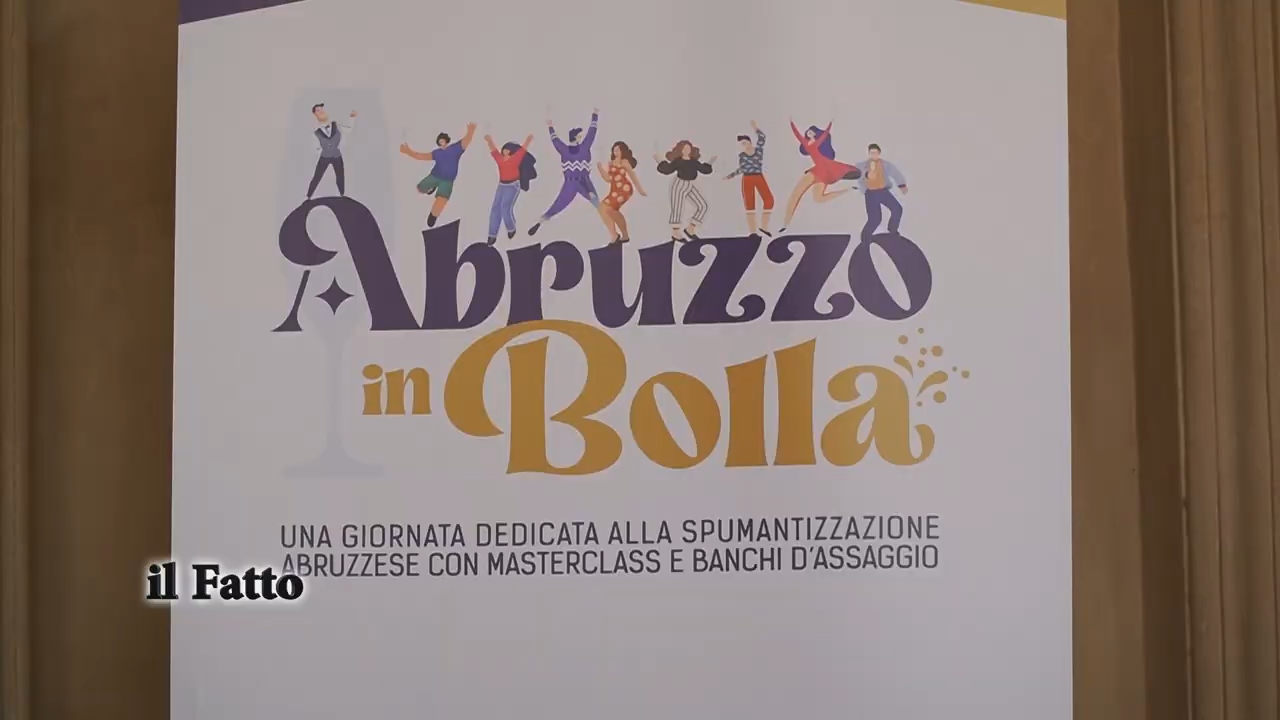 Abruzzo
in Bolla
UNA GIORNATA DEDICATA ALLA SPUMANTIZZAZIONE
ABRUZZESE CON MASTERCLASS E BANCHI D'ASSAGGIO
il Fatto